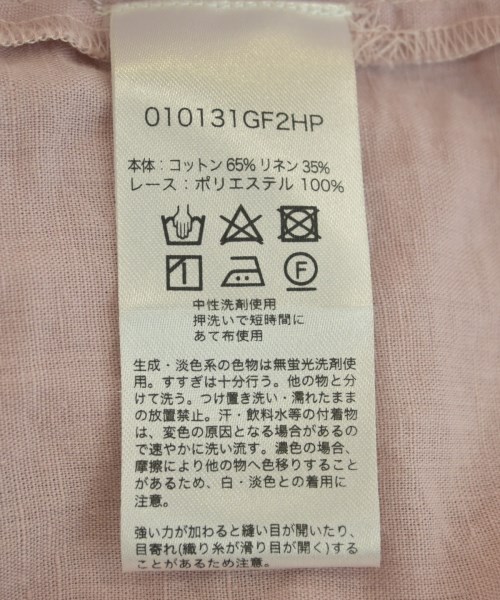 010131GF2HP
本体：コットン 65% リネン 35%
レース：ポリエステル 100%
F
中性洗剤使用
押洗いで短時間に
あて布使用
生成・淡色系の色物は無蛍光洗剤使
用。すすぎは十分行う。他の物と分
けて洗う。つけ置き洗い・濡れたまま
の放置禁止。汗・飲料水等の付着物
は、変色の原因となる場合があるの
で速やかに洗い流す。濃色の場合、
摩擦により他の物へ色移りすること
があるため、白・淡色との着用に
注意。
強い力が加わると縫い目が開いたり、
目寄れ(織り糸が滑り目が開く)する
ことがあるため注意。